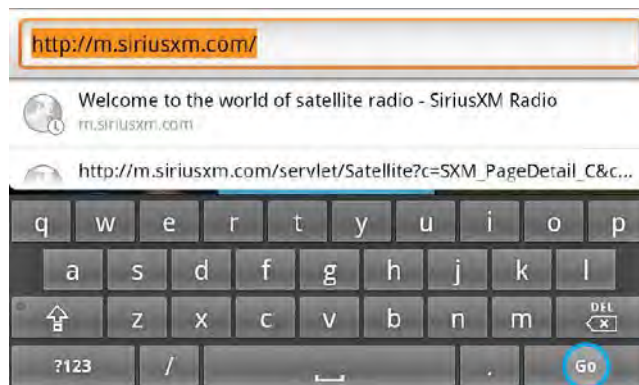 http://m.siriusxm.com/
Welcome to the world of satellite radio - SiriusXM Radio
m.siriusxm.com
http://m.siriusxm.com/servlet/Satellite?c=SXM_PageDetail_C&c...
q w e r t y u i o p
a s d f g h j k l
z x c v b n m DEL
?123 / . Go